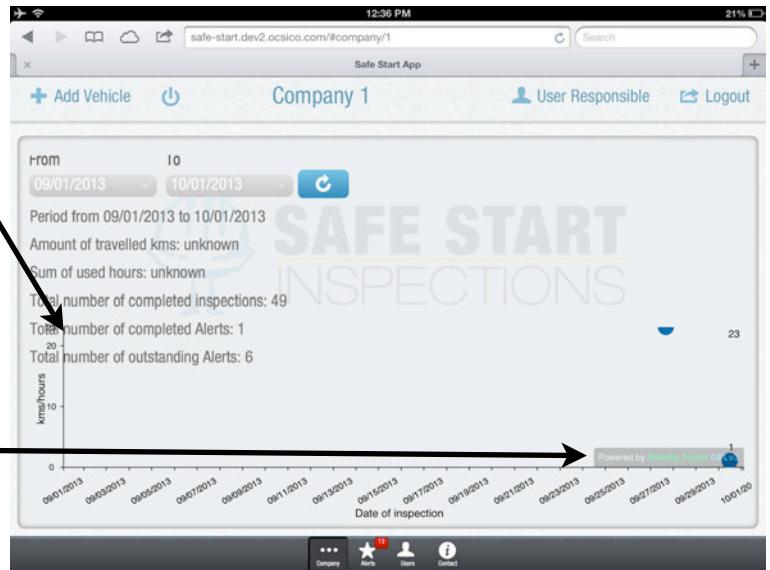 12:36 PM
21%
safe-start.dev2.ocsico.com/#company/1
Search
Safe Start App
Add Vehicle
Company 1
User Responsible
Logout
From To
09/01/2013 10/01/2013
SAFE START
INSPECTIONS
Period from 09/01/2013 to 10/01/2013
Amount of travelled kms: unknown
Sum of used hours: unknown
Total number of completed inspections: 49
Total number of completed Alerts: 1
Total number of outstanding Alerts: 6
23
20
kms/hours
10
1
Powered by Sencha Touch
0
09/01/2013 09/03/2013 09/05/2013 09/07/2013 09/09/2013 09/11/2013 09/13/2013 09/15/2013 09/17/2013 09/19/2013 09/21/2013 09/23/2013 09/25/2013 09/27/2013 09/29/2013 10/01/20
Date of inspection
13
Company Alerts Users Contact